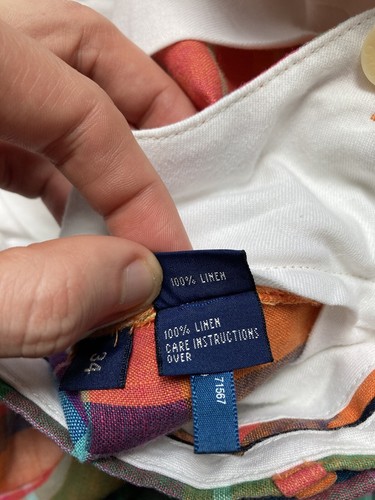 100% LINEN
100% LINEN
CARE INSTRUCTIONS
OVER
34
71567